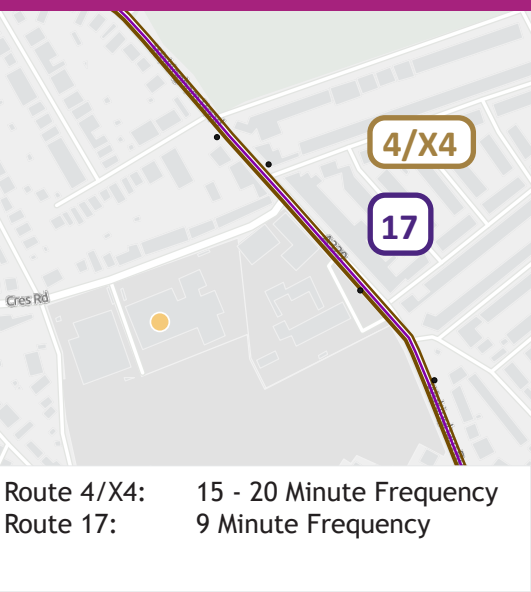 4/X4
17
Cres Rd
Route 4/X4: 15 - 20 Minute Frequency
Route 17: 9 Minute Frequency